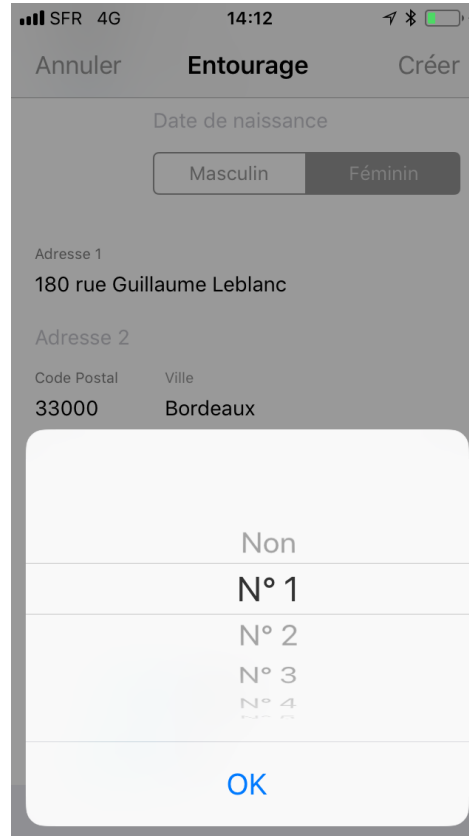 SFR 4G 14:12
Annuler Entourage Créer
Date de naissance
Masculin Féminin
Adresse 1
180 rue Guillaume Leblanc
Adresse 2
Code Postal Ville
33000 Bordeaux
Non
N° 1
N° 2
N° 3
N° 4
OK